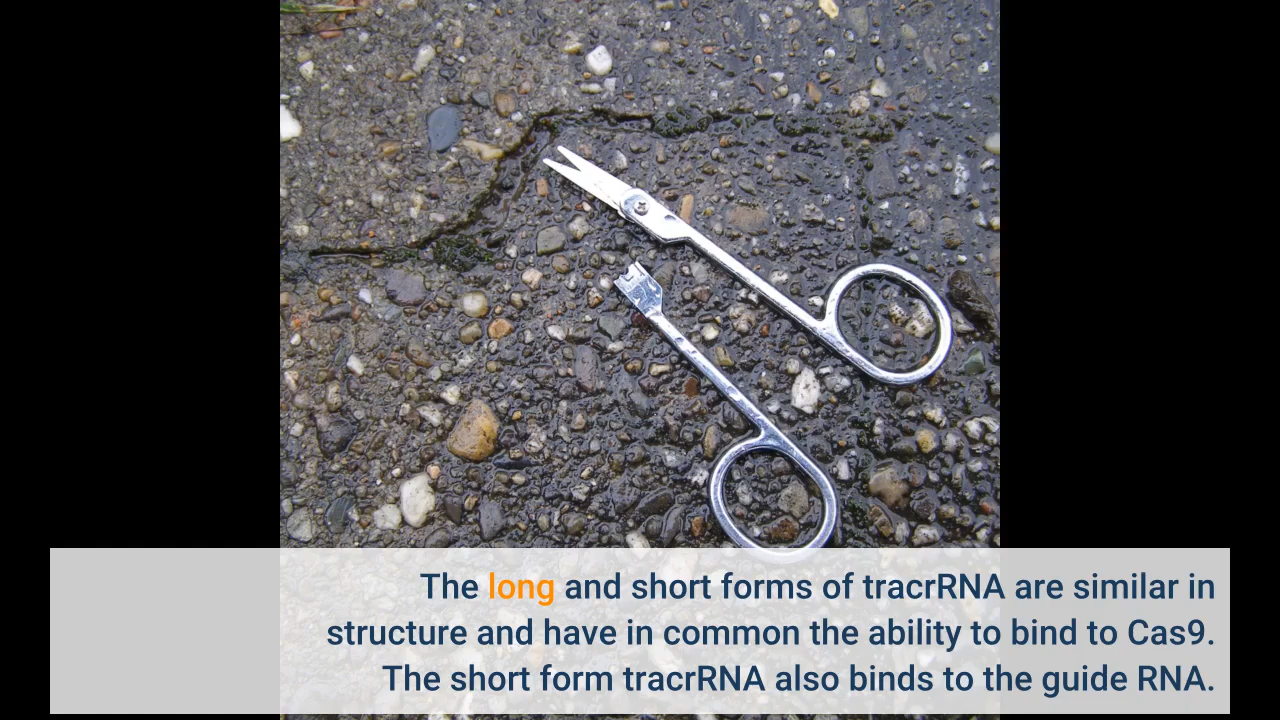 The long and short forms of tracrRNA are similar in
structure and have in common the ability to bind to Cas9.
The short form tracrRNA also binds to the guide RNA.